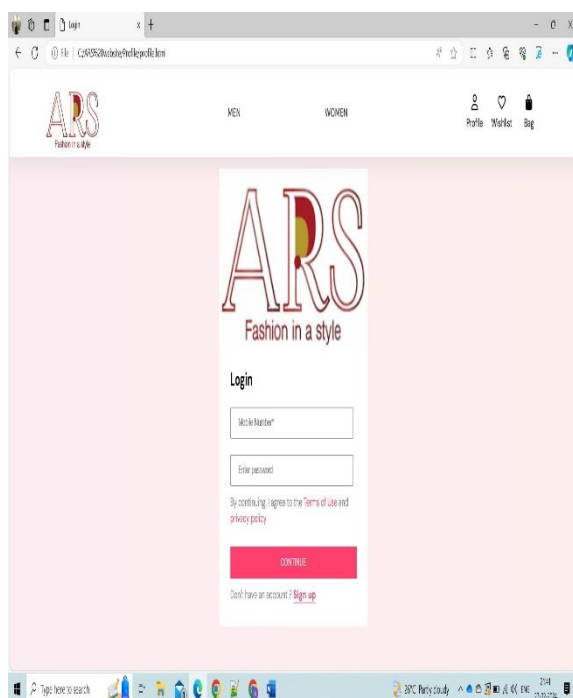 Login
File
MEN
WOMEN
Profile
Wishlist
Bag
ARS
Fashion in a style
ARS
Fashion in a style
Login
Mobile Number*
Enter password
By continuing, I agree to the Terms of Use and
privacy policy
CONTINUE
Don't have an account ? Sign up
Type here to search
Partly cloudy
ENG